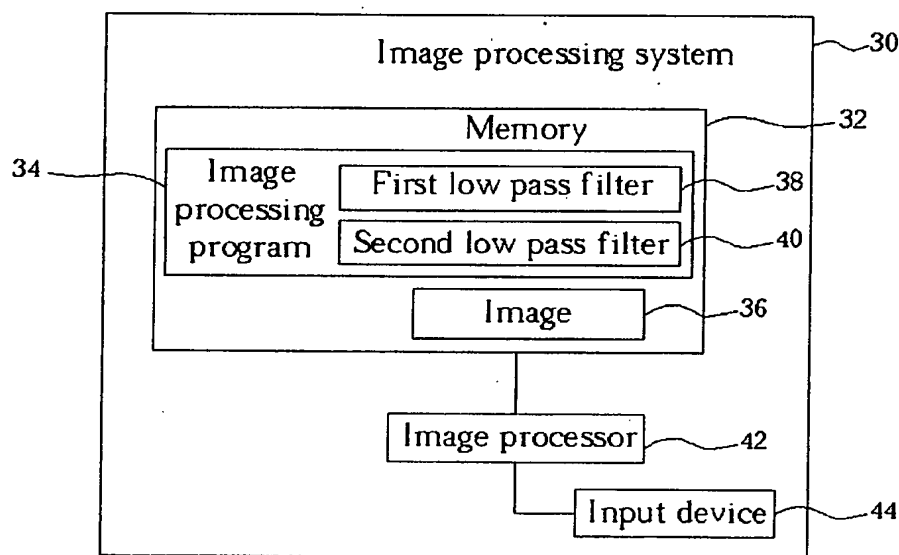 Image processing system
30
Memory
32
34
Image
processing
program
First low pass filter
38
Second low pass filter
40
Image
36
Image processor
42
Input device
44